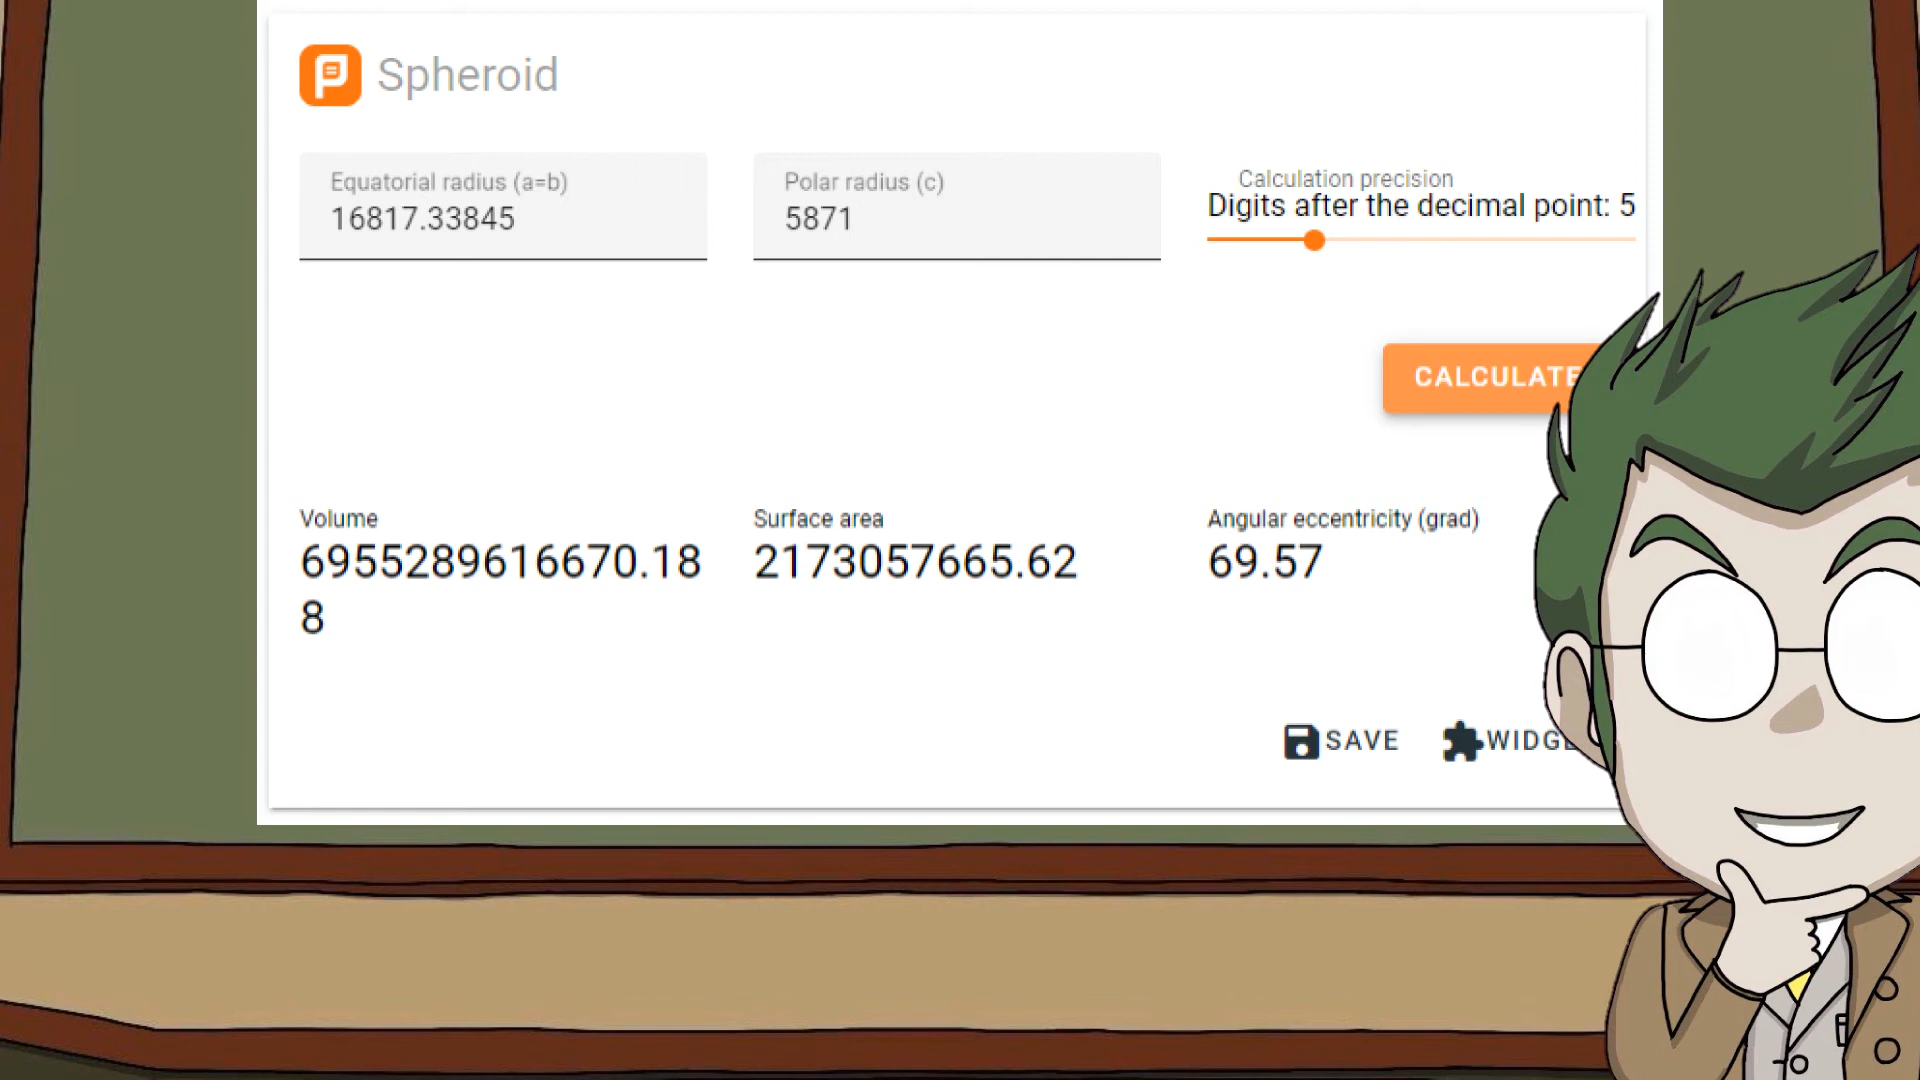 Spheroid
Equatorial radius (a=b)
16817.33845
Polar radius (c)
5871
Calculation precision
Digits after the decimal point: 5
CALCULATE
Volume
6955289616670.18
8
Surface area
2173057665.62
Angular eccentricity (grad)
69.57
SAVE